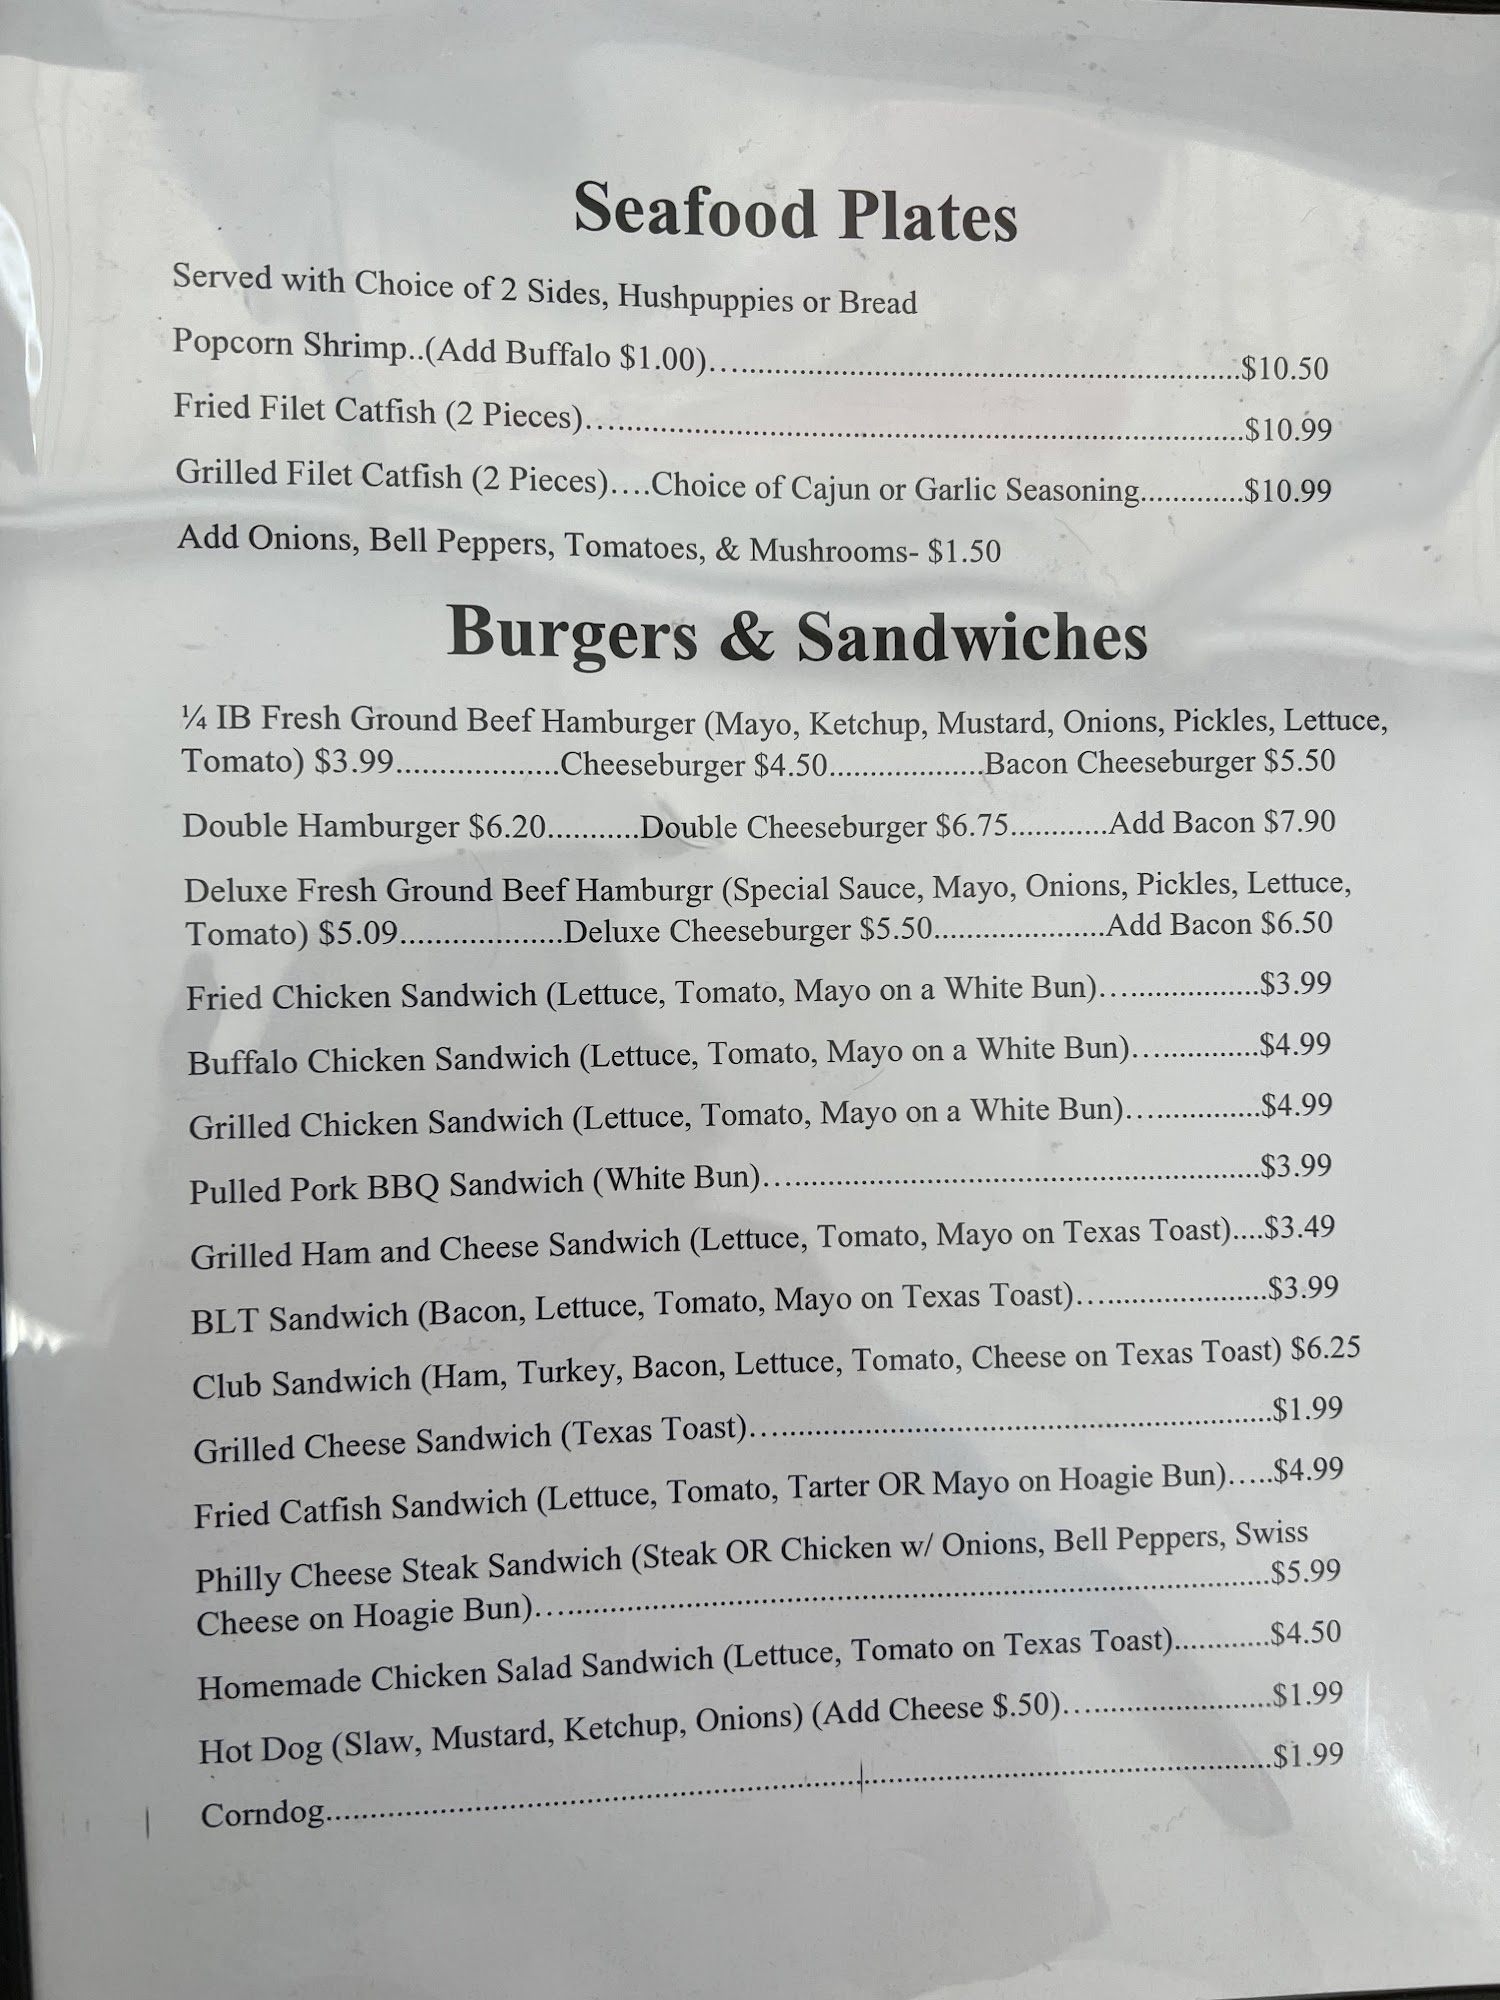 Seafood Plates
Served with Choice of 2 Sides, Hushpuppies or Bread
Popcorn Shrimp..(Add Buffalo $1.00)............................................................$10.50
Fried Filet Catfish (2 Pieces)............................................................................$10.99
Grilled Filet Catfish (2 Pieces)....Choice of Cajun or Garlic Seasoning.............$10.99
Add Onions, Bell Peppers, Tomatoes, & Mushrooms- $1.50
Burgers & Sandwiches
¼ IB Fresh Ground Beef Hamburger (Mayo, Ketchup, Mustard, Onions, Pickles, Lettuce,
Tomato) $3.99...................Cheeseburger $4.50..................Bacon Cheeseburger $5.50
Double Hamburger $6.20...........Double Cheeseburger $6.75............Add Bacon $7.90
Deluxe Fresh Ground Beef Hamburgr (Special Sauce, Mayo, Onions, Pickles, Lettuce,
Tomato) $5.09...................Deluxe Cheeseburger $5.50....................Add Bacon $6.50
Fried Chicken Sandwich (Lettuce, Tomato, Mayo on a White Bun)...................$3.99
Buffalo Chicken Sandwich (Lettuce, Tomato, Mayo on a White Bun)...............$4.99
Grilled Chicken Sandwich (Lettuce, Tomato, Mayo on a White Bun)................$4.99
Pulled Pork BBQ Sandwich (White Bun)..........................................................$3.99
Grilled Ham and Cheese Sandwich (Lettuce, Tomato, Mayo on Texas Toast)....$3.49
BLT Sandwich (Bacon, Lettuce, Tomato, Mayo on Texas Toast)......................$3.99
Club Sandwich (Ham, Turkey, Bacon, Lettuce, Tomato, Cheese on Texas Toast) $6.25
Grilled Cheese Sandwich (Texas Toast)............................................................$1.99
Fried Catfish Sandwich (Lettuce, Tomato, Tarter OR Mayo on Hoagie Bun).....$4.99
Philly Cheese Steak Sandwich (Steak OR Chicken w/ Onions, Bell Peppers, Swiss
Cheese on Hoagie Bun)....................................................................................$5.99
Homemade Chicken Salad Sandwich (Lettuce, Tomato on Texas Toast)............$4.50
Hot Dog (Slaw, Mustard, Ketchup, Onions) (Add Cheese $.50)........................$1.99
Corndog............................................................................................................$1.99